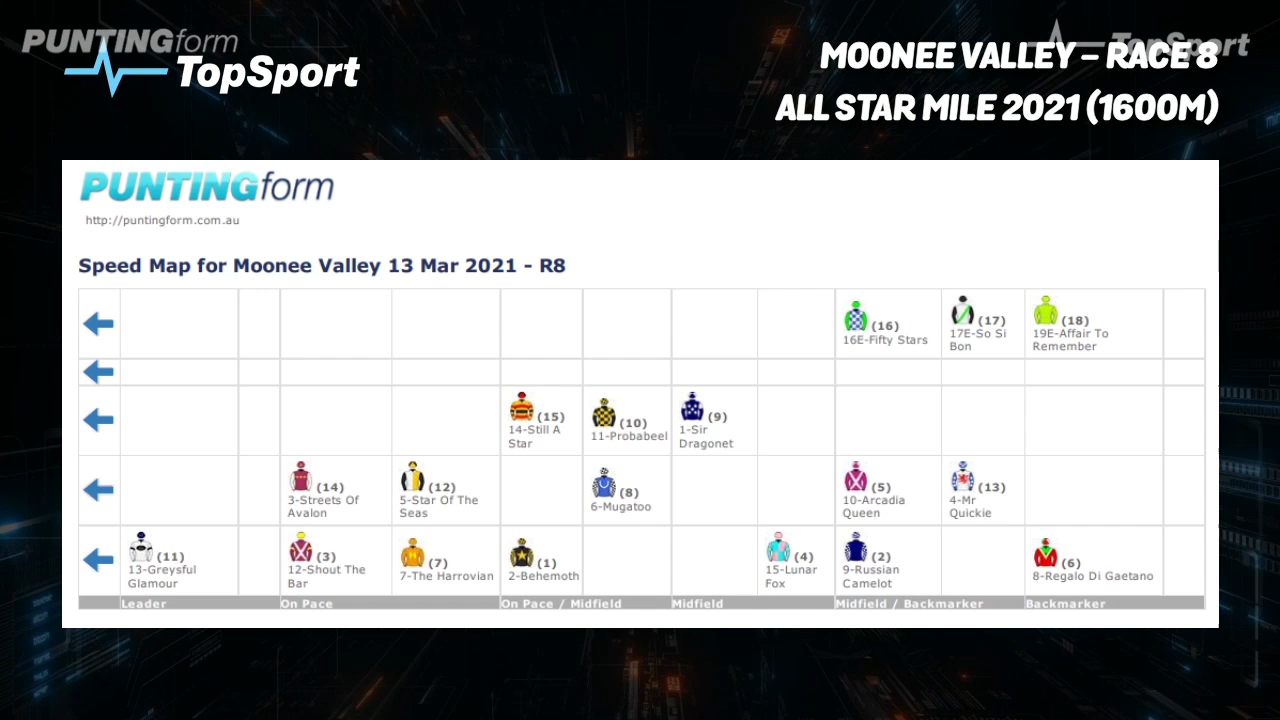 PUNTINGform
TopSport
TopSport
MOONEE VALLEY – RACE 8
ALL STAR MILE 2021 (1600M)
PUNTINGform
http://puntingform.com.au
Speed Map for Moonee Valley 13 Mar 2021 - R8
(16)
16E-Fifty Stars
(17)
17E-So Si
Bon
(18)
19E-Affair To
Remember
(15)
14-Still A
Star
(10)
11-Probabeel
(9)
1-Sir
Dragonet
(14)
3-Streets Of
Avalon
(12)
5-Star Of The
Seas
(8)
6-Mugatoo
(5)
10-Arcadia
Queen
(13)
4-Mr
Quickie
(11)
13-Greysful
Glamour
(3)
12-Shout The
Bar
(7)
7-The Harrovian
(1)
2-Behemoth
(4)
15-Lunar
Fox
(2)
9-Russian
Camelot
(6)
8-Regalo Di Gaetano
Leader
On Pace
On Pace / Midfield
Midfield
Midfield / Backmarker
Backmarker